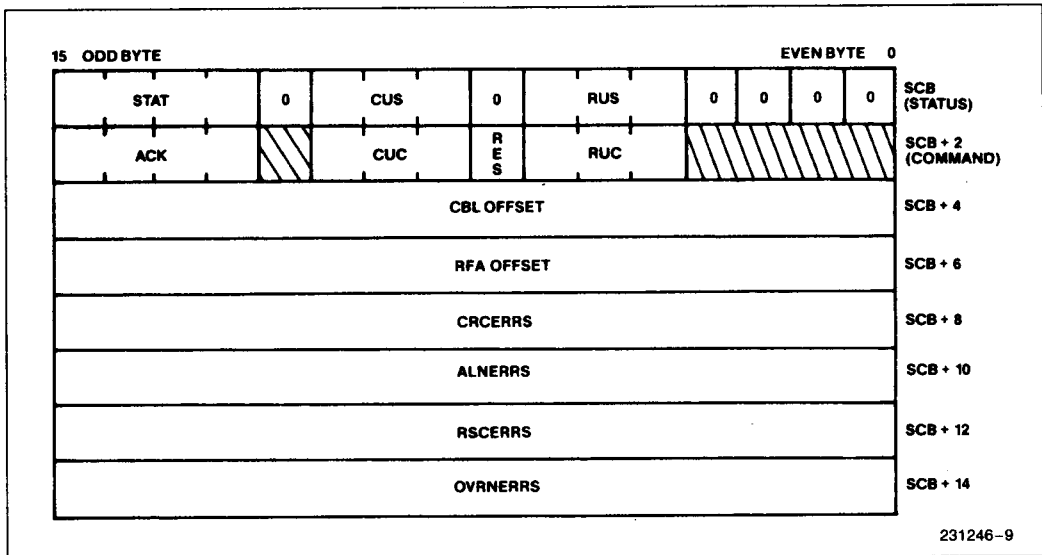 15 ODD BYTE EVEN BYTE 0
STAT 0 CUS 0 RUS 0 0 0 0 SCB (STATUS)
ACK CUC RES RUC SCB + 2 (COMMAND)
CBL OFFSET SCB + 4
RFA OFFSET SCB + 6
CRCERRS SCB + 8
ALNERRS SCB + 10
RSCERRS SCB + 12
OVRNERRS SCB + 14
231246-9